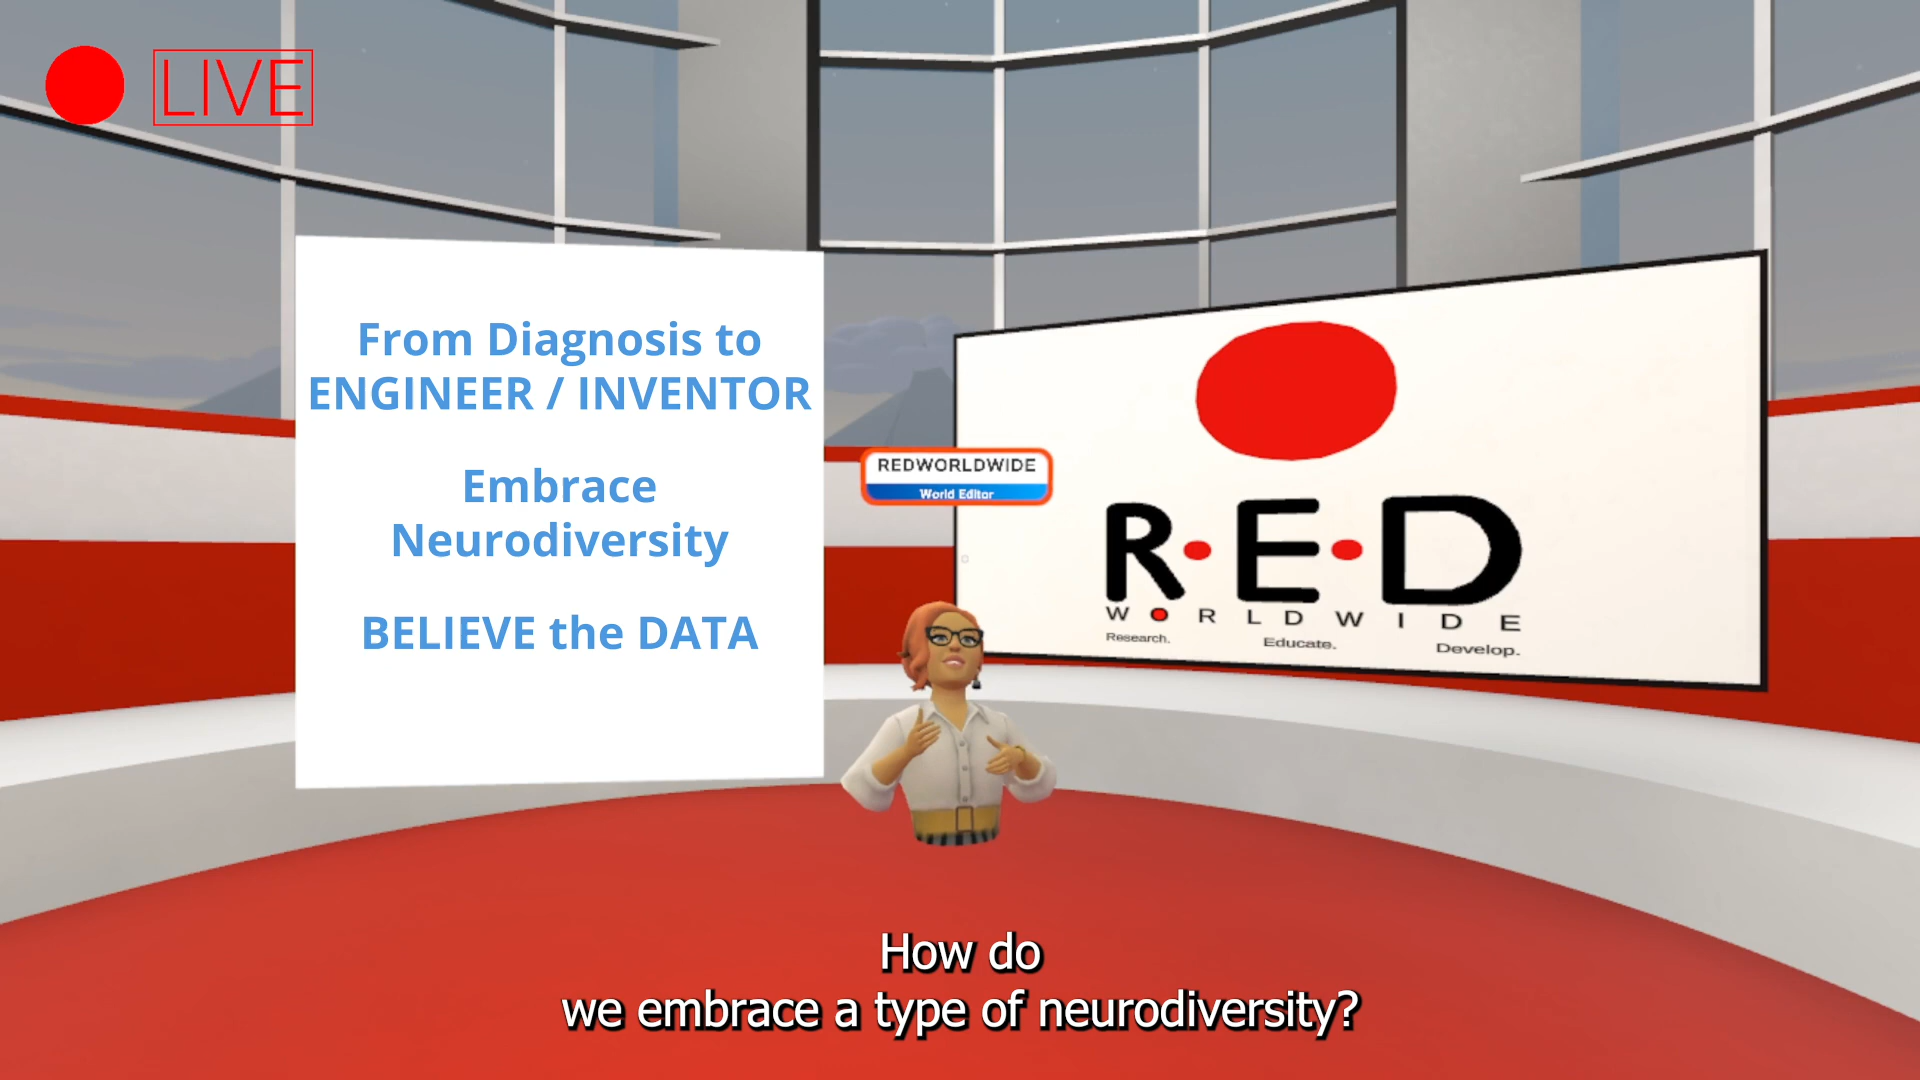 LIVE
From Diagnosis to
ENGINEER / INVENTOR
Embrace
Neurodiversity
BELIEVE the DATA
REDWORLDWIDE
World Editor
R•E•D
WORLDWIDE
Research. Educate. Develop.
How do
we embrace a type of neurodiversity?